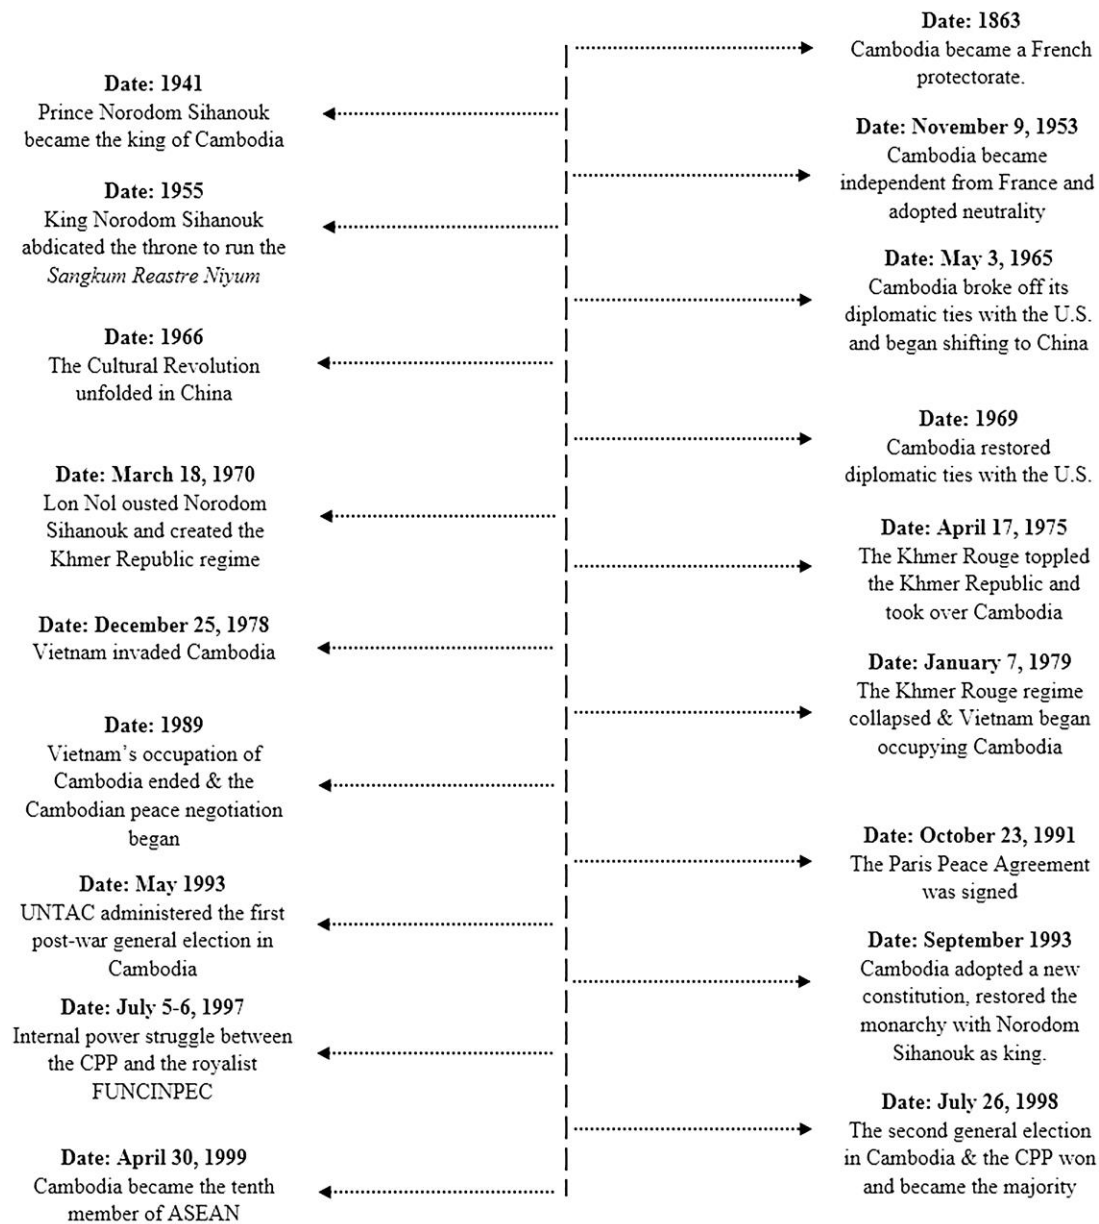 Date: 1863
Cambodia became a French
protectorate.
Date: 1941
Prince Norodom Sihanouk
became the king of Cambodia
Date: November 9, 1953
Cambodia became
independent from France and
adopted neutrality
Date: 1955
King Norodom Sihanouk
abdicated the throne to run the
Sangkum Reastre Niyum
Date: May 3, 1965
Cambodia broke off its
diplomatic ties with the U.S.
and began shifting to China
Date: 1966
The Cultural Revolution
unfolded in China
Date: 1969
Cambodia restored
diplomatic ties with the U.S.
Date: March 18, 1970
Lon Nol ousted Norodom
Sihanouk and created the
Khmer Republic regime
Date: April 17, 1975
The Khmer Rouge toppled
the Khmer Republic and
took over Cambodia
Date: December 25, 1978
Vietnam invaded Cambodia
Date: January 7, 1979
The Khmer Rouge regime
collapsed & Vietnam began
occupying Cambodia
Date: 1989
Vietnam’s occupation of
Cambodia ended & the
Cambodian peace negotiation
began
Date: October 23, 1991
The Paris Peace Agreement
was signed
Date: May 1993
UNTAC administered the first
post-war general election in
Cambodia
Date: September 1993
Cambodia adopted a new
constitution, restored the
monarchy with Norodom
Sihanouk as king.
Date: July 5-6, 1997
Internal power struggle between
the CPP and the royalist
FUNCINPEC
Date: July 26, 1998
The second general election
in Cambodia & the CPP won
and became the majority
Date: April 30, 1999
Cambodia became the tenth
member of ASEAN